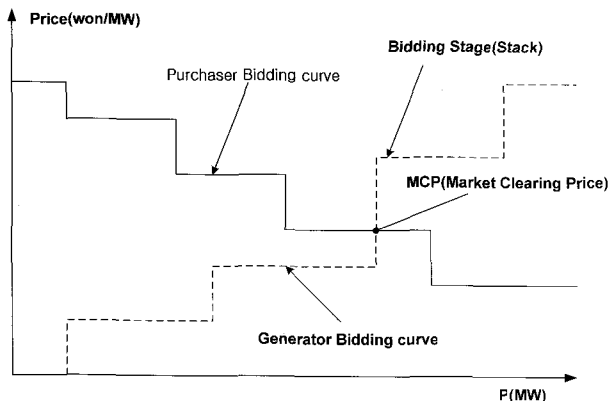 Price(won/MW)
Bidding Stage(Stack)
Purchaser Bidding curve
MCP(Market Clearing Price)
Generator Bidding curve
P(MW)